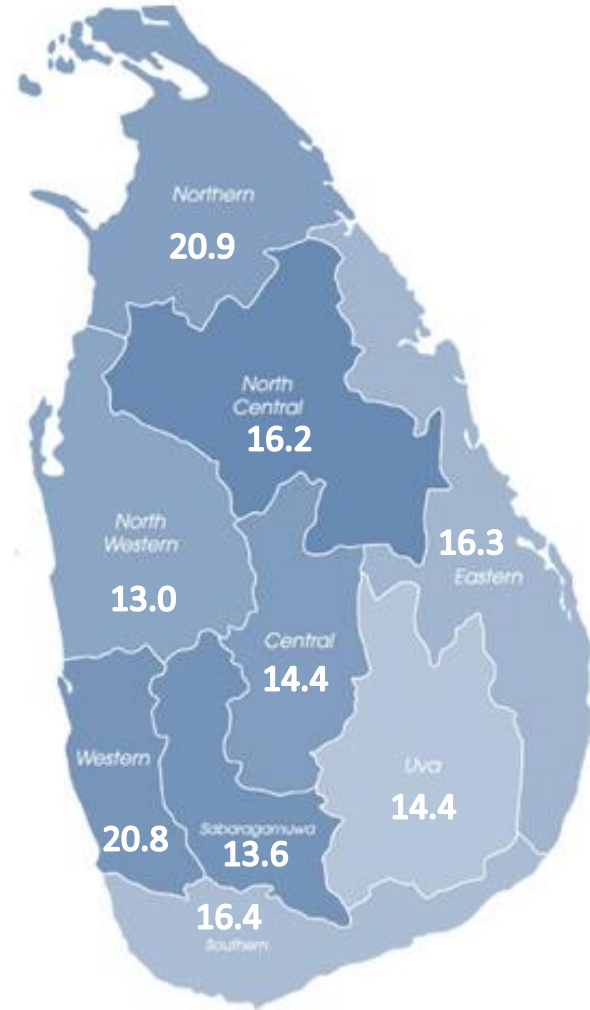 Northern
20.9
North
Central
16.2
North
Western
13.0
16.3
Eastern
Central
14.4
Western
20.8
Uva
14.4
Sabaragamuwa
13.6
16.4
Southern